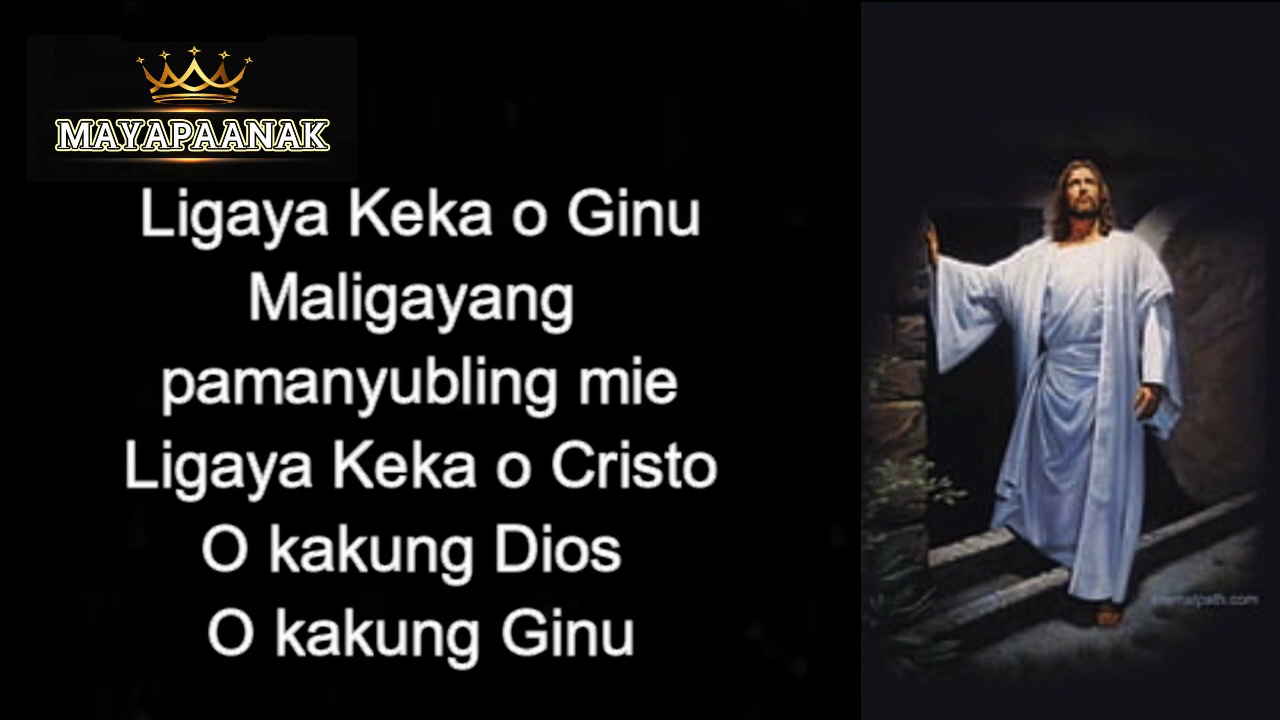 MAYAPAANAK
Ligaya Keka o Ginu
Maligayang
pamanyubling mie
Ligaya Keka o Cristo
O kakung Dios
O kakung Ginu